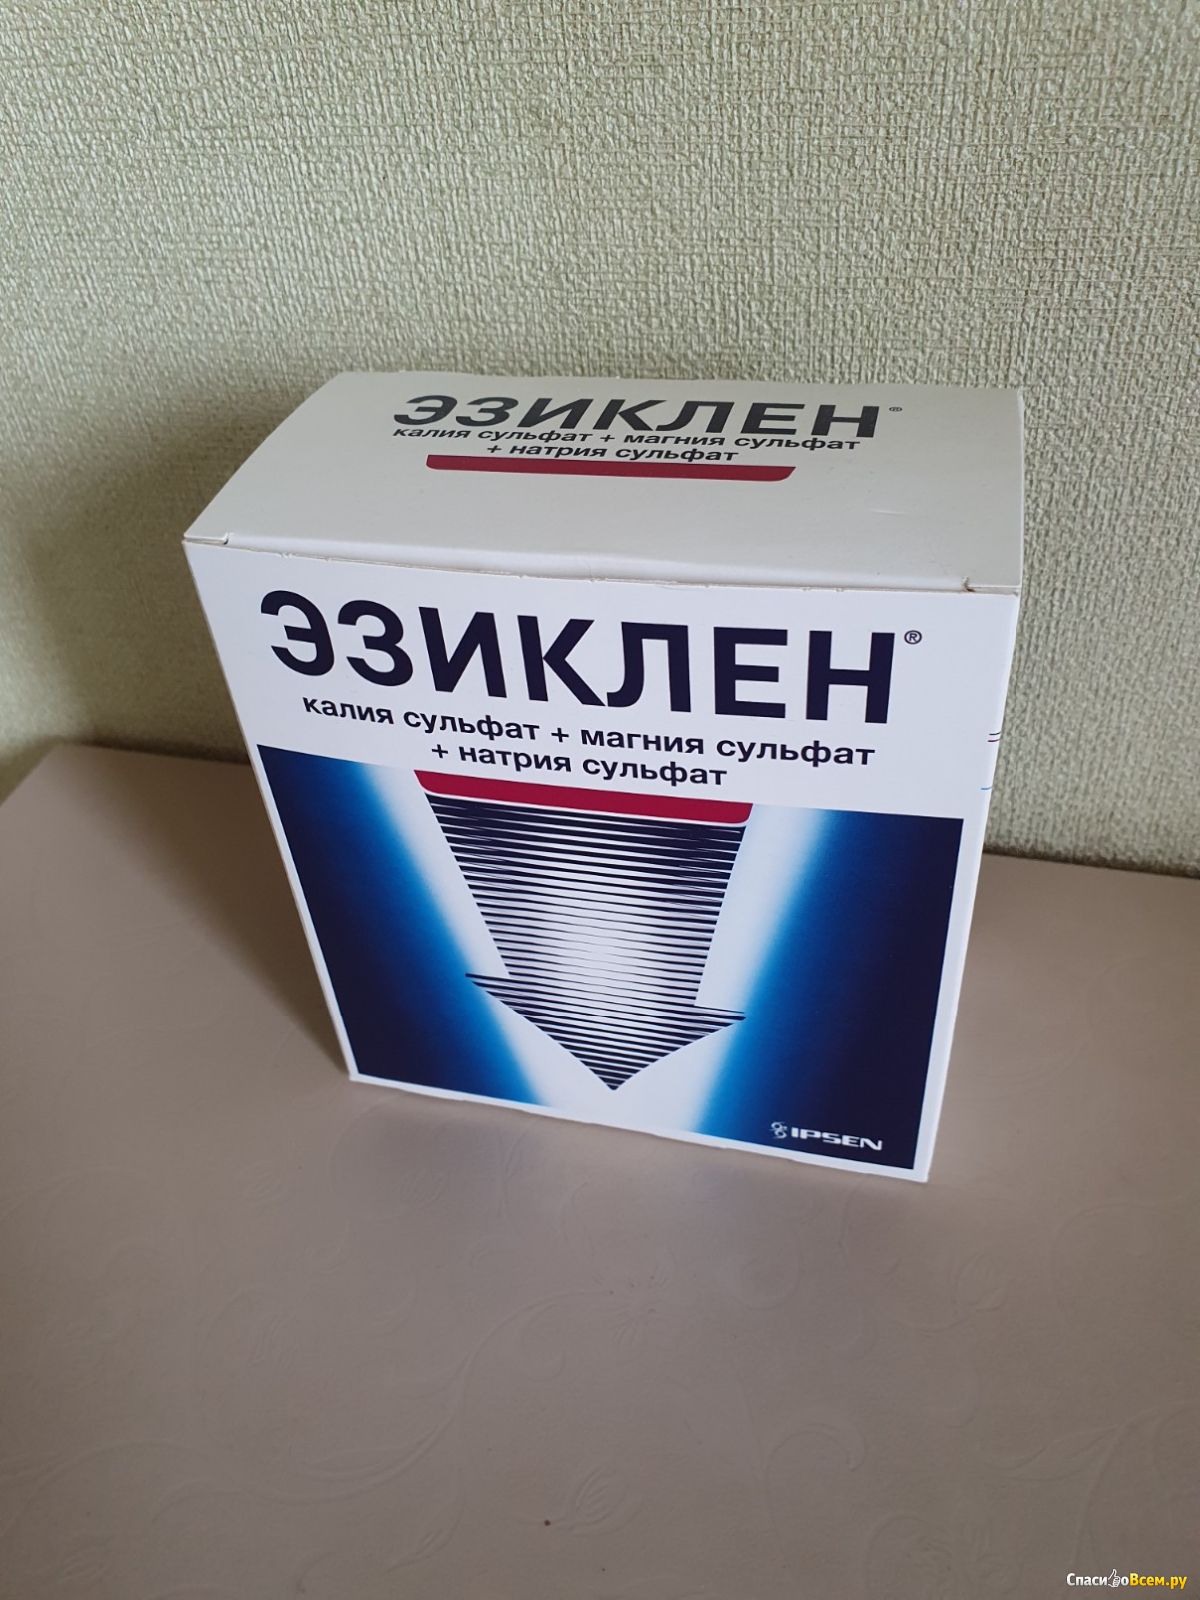 ЭЗИКЛЕН®
калия сульфат + магния сульфат
+ натрия сульфат
ЭЗИКЛЕН®
калия сульфат + магния сульфат
+ натрия сульфат
IPSEN
СпасибоВсем.ру